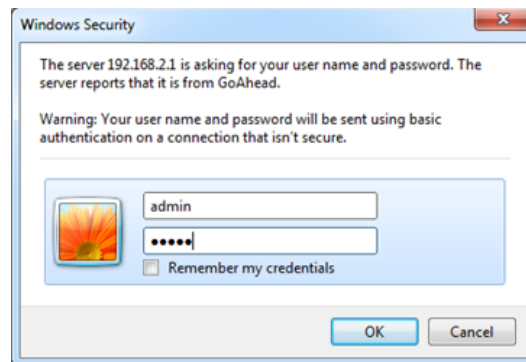 Windows Security
The server 192.168.2.1 is asking for your user name and password. The
server reports that it is from GoAhead.
Warning: Your user name and password will be sent using basic
authentication on a connection that isn't secure.
admin
•••••
Remember my credentials
OK
Cancel